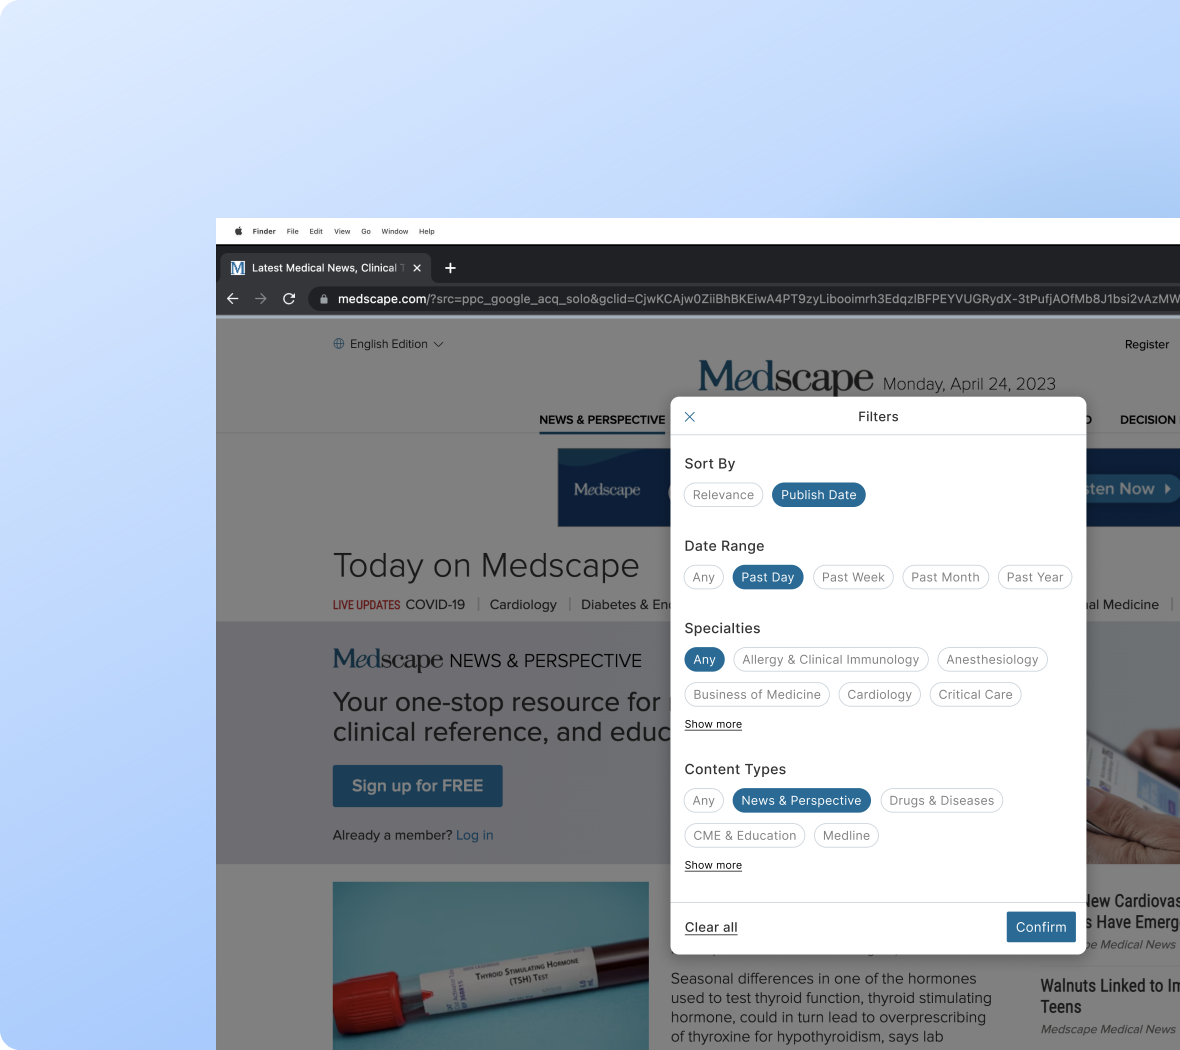 Finder File Edit View Go Window Help
Latest Medical News, Clinical
medscape.com/?src=ppc_google_acq_solo&gclid=CjwKCAjw0ZiiBhBKEiwA4PT9zyLibooimrh3EdqzlBFPEYVUGRydX-3tPufjAOfMb8J1bsi2vAzMW
English Edition
Register
Medscape Monday, April 24, 2023
NEWS & PERSPECTIVE
DECISION
Medscape
sten Now
Today on Medscape
LIVE UPDATES COVID-19 | Cardiology | Diabetes & En
al Medicine
Medscape NEWS & PERSPECTIVE
Your one-stop resource for
clinical reference, and educ
Sign up for FREE
Already a member? Log in
THYROID STIMULATING HORMONE
(TSH) TEST
Filters
Sort By
Relevance Publish Date
Date Range
Any Past Day Past Week Past Month Past Year
Specialties
Any Allergy & Clinical Immunology Anesthesiology
Business of Medicine Cardiology Critical Care
Show more
Content Types
Any News & Perspective Drugs & Diseases
CME & Education Medline
Show more
Clear all Confirm
Seasonal differences in one of the hormones
used to test thyroid function, thyroid stimulating
hormone, could in turn lead to overprescribing
of thyroxine for hypothyroidism, says lab
New Cardiovas
s Have Emerg
pe Medical News
Walnuts Linked to Im
Teens
Medscape Medical News